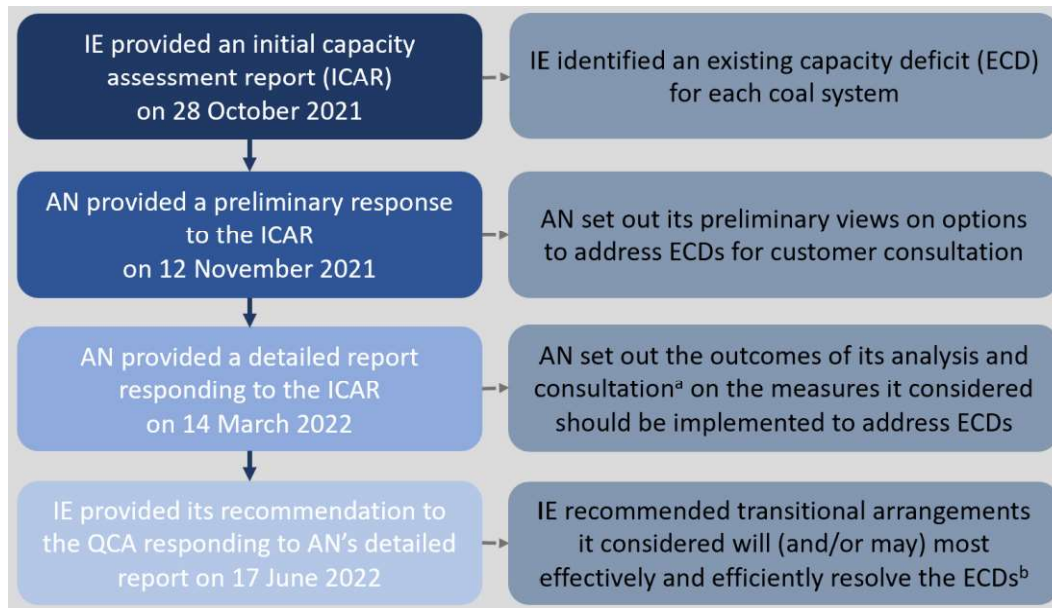 IE provided an initial capacity
assessment report (ICAR)
on 28 October 2021
IE identified an existing capacity deficit (ECD)
for each coal system
AN provided a preliminary response
to the ICAR
on 12 November 2021
AN set out its preliminary views on options
to address ECDs for customer consultation
AN provided a detailed report
responding to the ICAR
on 14 March 2022
AN set out the outcomes of its analysis and
consultationᵃ on the measures it considered
should be implemented to address ECDs
IE provided its recommendation to
the QCA responding to AN's detailed
report on 17 June 2022
IE recommended transitional arrangements
it considered will (and/or may) most
effectively and efficiently resolve the ECDsᵇ